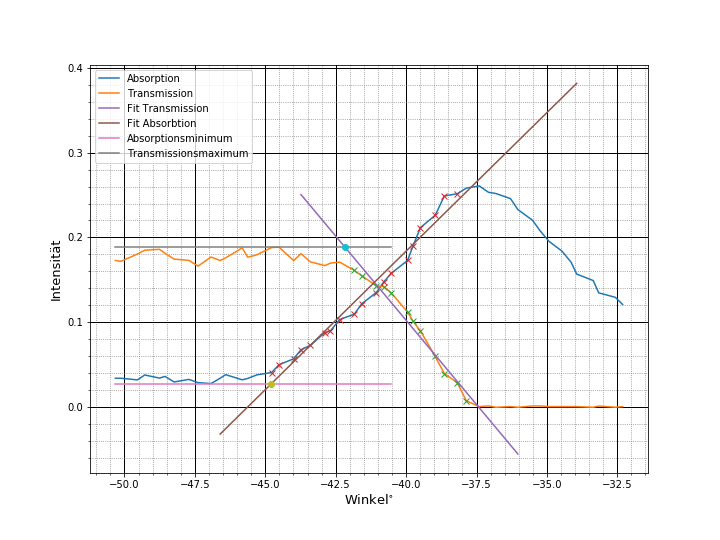 Absorption
Transmission
Fit Transmission
Fit Absorbtion
Absorptionsminimum
Transmissionsmaximum
0.4
0.3
0.2
0.1
0.0
Intensität
−50.0 −47.5 −45.0 −42.5 −40.0 −37.5 −35.0 −32.5
Winkel°